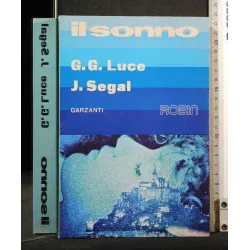 il sonno G. G. Luce J. Segal
il sonno
G.G. Luce
J. Segal
GARZANTI
ROBIN